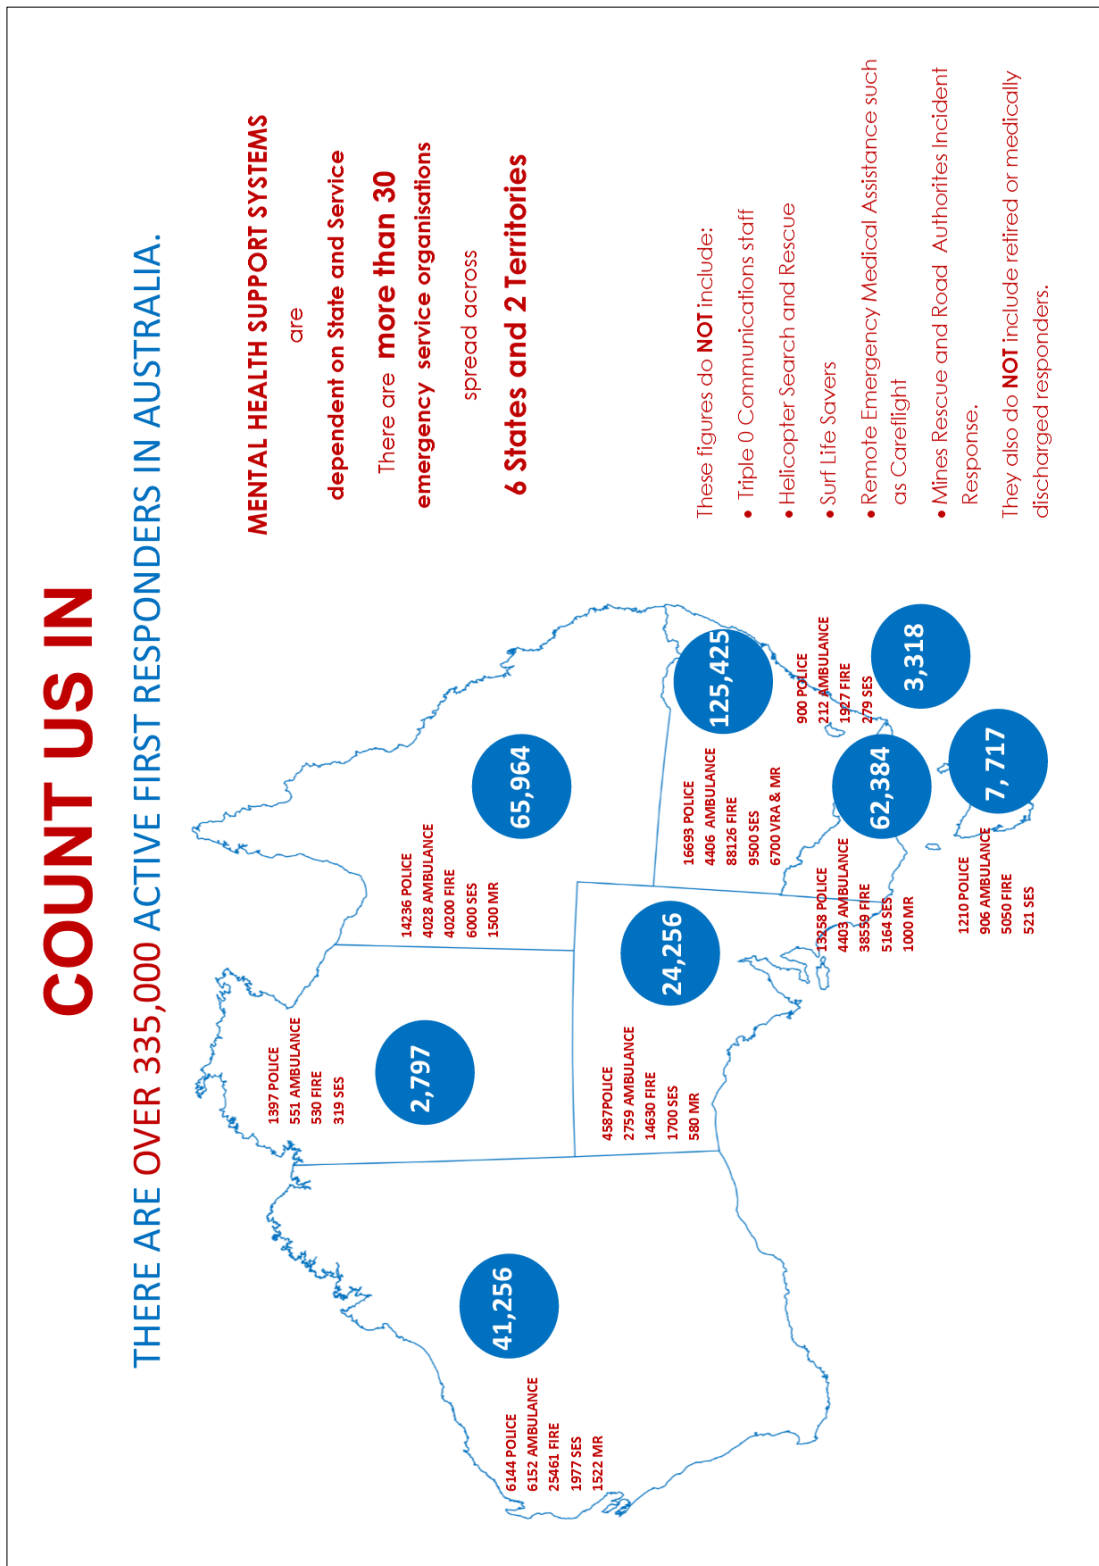 COUNT US IN
THERE ARE OVER 335,000 ACTIVE FIRST RESPONDERS IN AUSTRALIA.
MENTAL HEALTH SUPPORT SYSTEMS
are
dependent on State and Service
There are more than 30
emergency service organisations
spread across
6 States and 2 Territories
1397 POLICE
551 AMBULANCE
530 FIRE
319 SES
2,797
14236 POLICE
4028 AMBULANCE
40200 FIRE
6000 SES
1500 MR
65,964
6144 POLICE
6152 AMBULANCE
25461 FIRE
1977 SES
1522 MR
41,256
4587POLICE
2759 AMBULANCE
14630 FIRE
1700 SES
580 MR
24,256
16693 POLICE
4406 AMBULANCE
88126 FIRE
9500 SES
6700 VRA & MR
125,425
900 POLICE
212 AMBULANCE
1927 FIRE
279 SES
3,318
13258 POLICE
4403 AMBULANCE
38559 FIRE
5164 SES
1000 MR
62,384
1210 POLICE
906 AMBULANCE
5050 FIRE
521 SES
7,717
These figures do NOT include:
• Triple 0 Communications staff
• Helicopter Search and Rescue
• Surf Life Savers
• Remote Emergency Medical Assistance such
as Careflight
• Mines Rescue and Road Authorites Incident
Response.
They also do NOT include retired or medically
discharged responders.